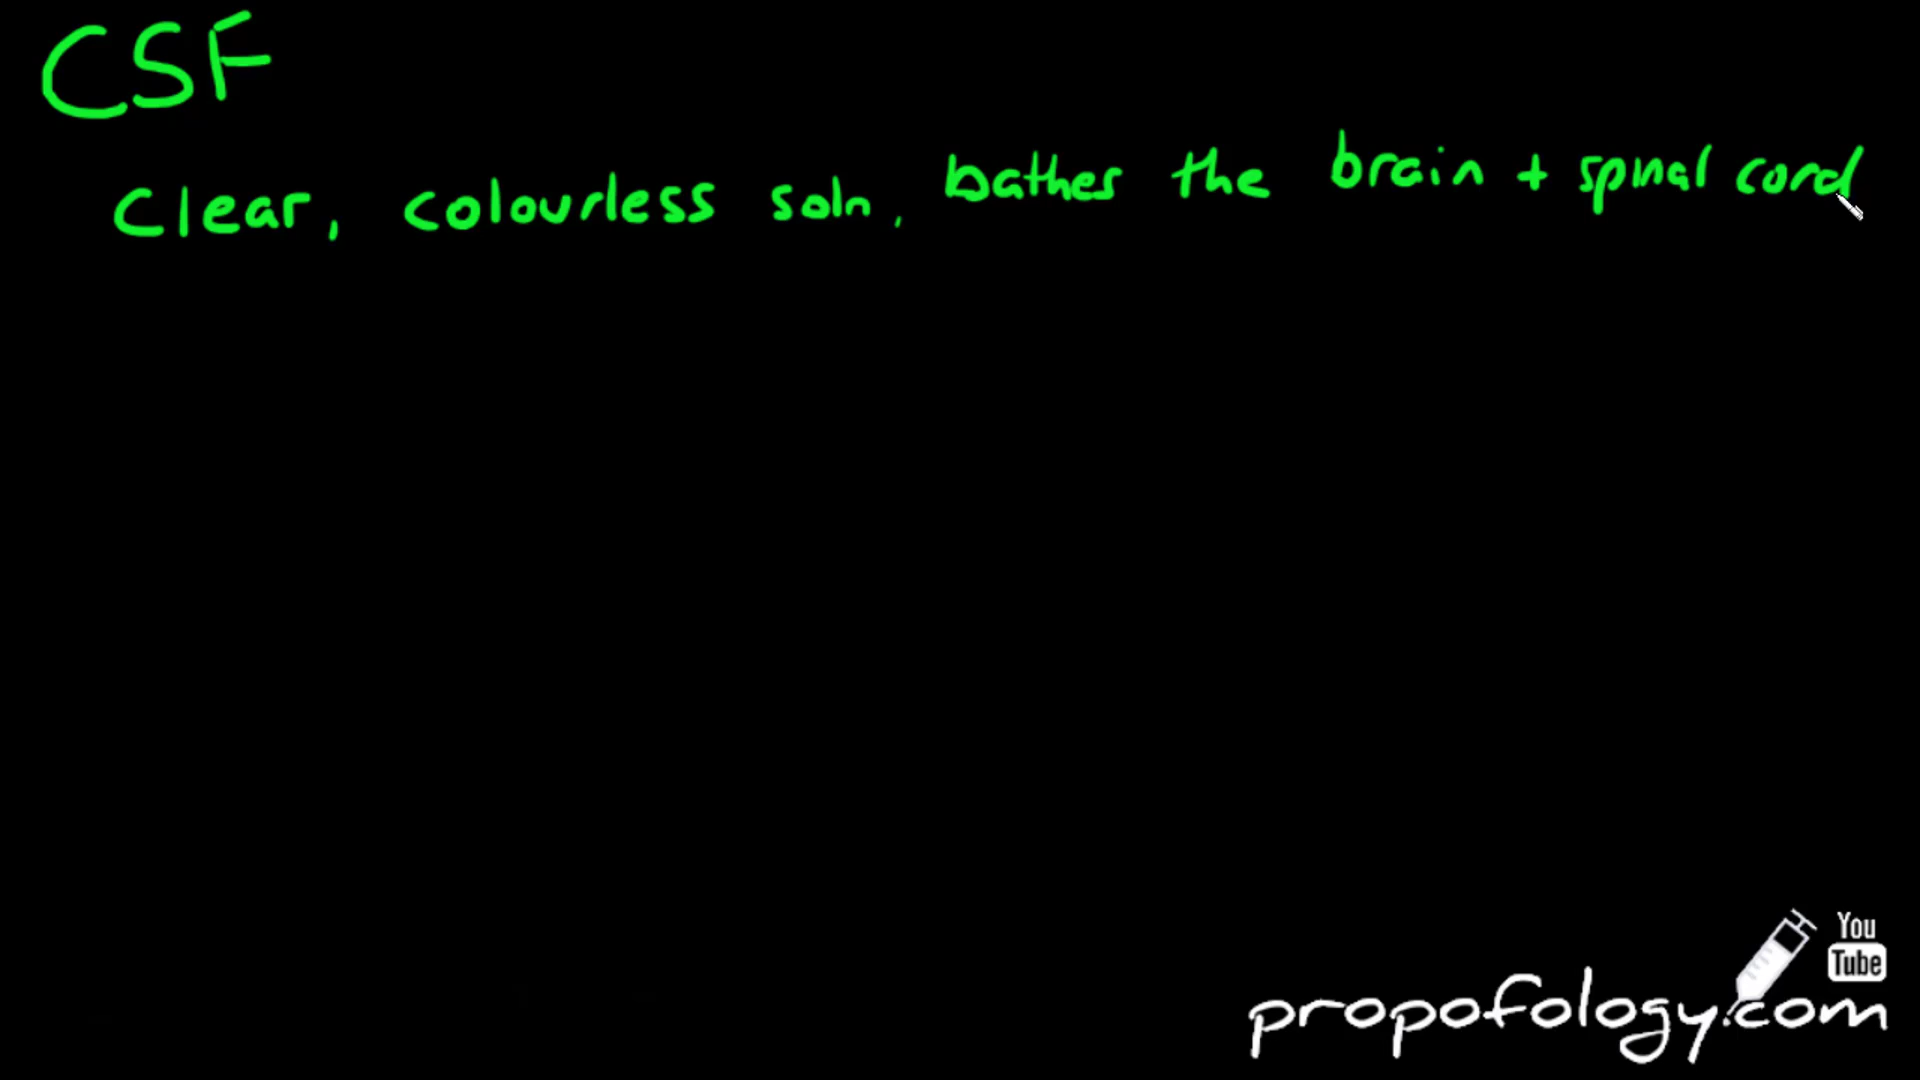 CSF
Clear, colourless soln, bathes the brain + spinal cord
You
Tube
propofology.com